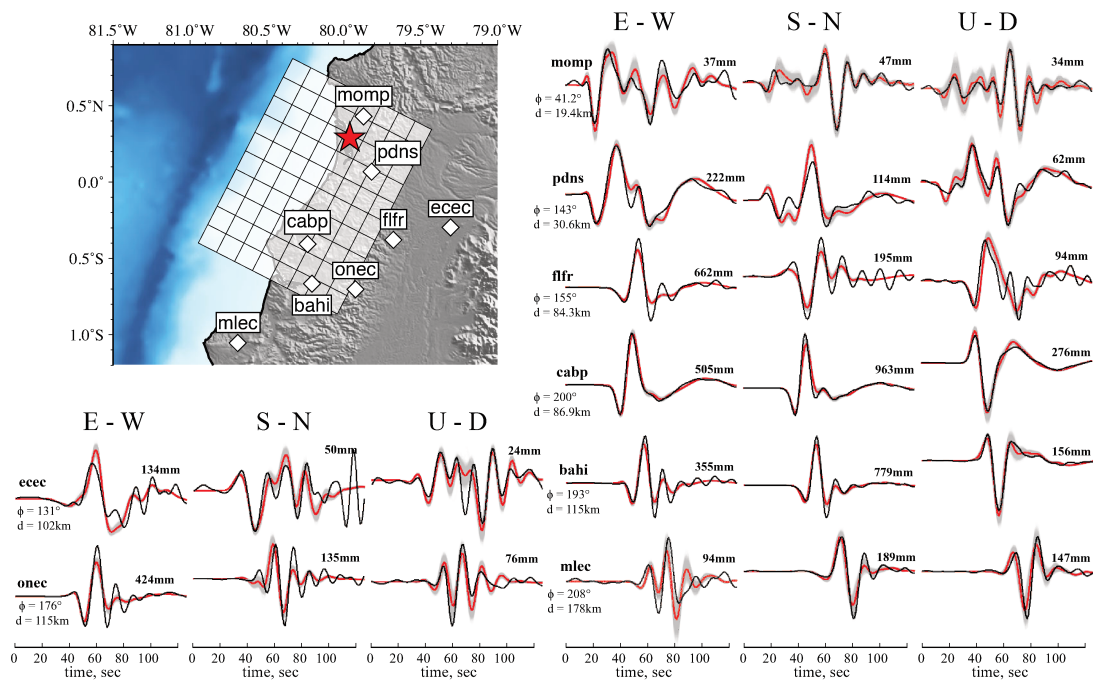 81.5°W 81.0°W 80.5°W 80.0°W 79.5°W 79.0°W
0.5°N
0.0°
0.5°S
1.0°S
momp
pdns
ecec
flfr
cabp
onec
bahi
mlec
E - W S - N U - D
momp
ϕ = 41.2°
d = 19.4km
37mm 47mm 34mm
pdns
ϕ = 143°
d = 30.6km
222mm 114mm 62mm
flfr
ϕ = 155°
d = 84.3km
662mm 195mm 94mm
cabp
ϕ = 200°
d = 86.9km
505mm 963mm 276mm
bahi
ϕ = 193°
d = 115km
355mm 779mm 156mm
mlec
ϕ = 208°
d = 178km
94mm 189mm 147mm
0 20 40 60 80 100 0 20 40 60 80 100 0 20 40 60 80 100
time, sec time, sec time, sec
E - W S - N U - D
ecec
ϕ = 131°
d = 102km
134mm 50mm 24mm
onec
ϕ = 176°
d = 115km
424mm 135mm 76mm
0 20 40 60 80 100 0 20 40 60 80 100 0 20 40 60 80 100
time, sec time, sec time, sec